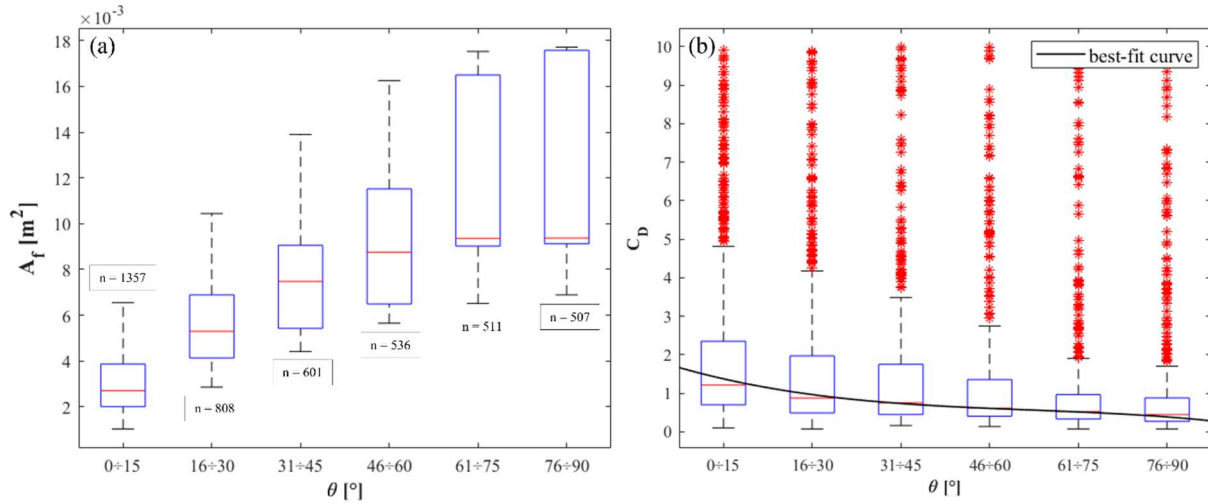 ×10⁻³
(a)
18
16
14
12
10
8
6
4
2
A_f [m²]
n = 1357
n = 808
n = 601
n = 536
n = 511
n = 507
0÷15 16÷30 31÷45 46÷60 61÷75 76÷90
θ [°]
(b)
best-fit curve
10
9
8
7
6
5
4
3
2
1
0
C_D
0÷15 16÷30 31÷45 46÷60 61÷75 76÷90
θ [°]